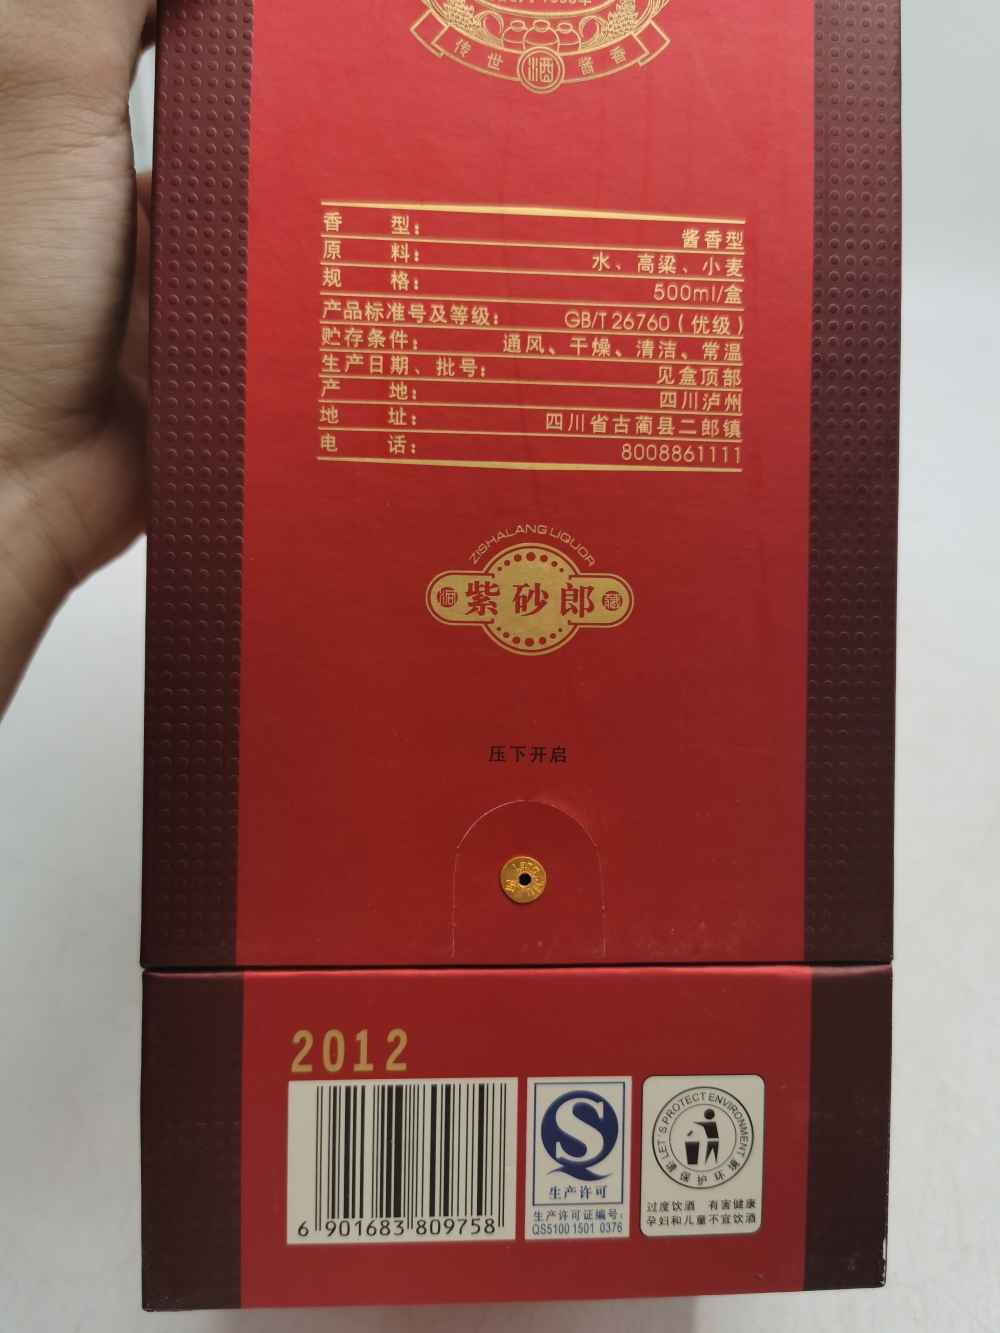 传世酒酱香
香型：酱香型
原料：水、高粱、小麦
规格：500ml/盒
产品标准号及等级：GB/T 26760（优级）
贮存条件：通风、干燥、清洁、常温
生产日期、批号：见盒顶部
产地：四川泸州
地址：四川省古蔺县二郎镇
电话：8008861111
ZISHALANG LIQUOR
紫砂郎
藏
压下开启
2012
6 901683 809758
生产许可
生产许可证编号：
QS5100 1501 0376
LET'S PROTECT ENVIRONMENT
保护环境
过度饮酒 有害健康
孕妇和儿童不宜饮酒